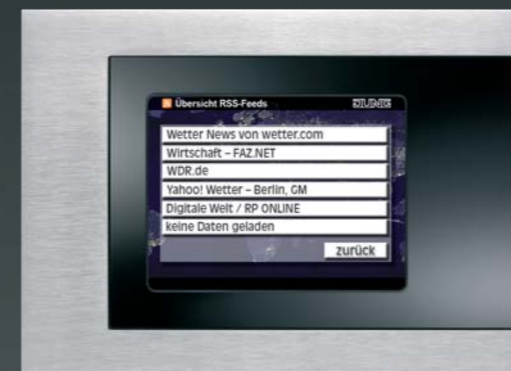 Übersicht RSS-Feeds JUNG
Wetter News von wetter.com
Wirtschaft – FAZ.NET
WDR.de
Yahoo! Wetter – Berlin, GM
Digitale Welt / RP ONLINE
keine Daten geladen
zurück